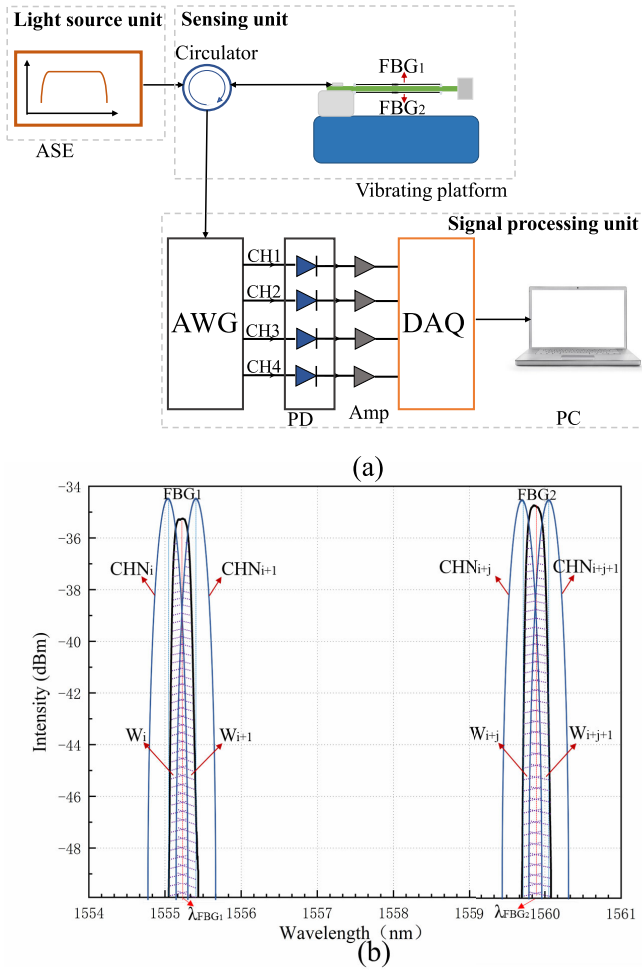 Light source unit
Sensing unit
Circulator
FBG1
FBG2
ASE
Vibrating platform
Signal processing unit
AWG
CH1
CH2
CH3
CH4
DAQ
PD
Amp
PC
(a)
-34
-36
-38
-40
-42
-44
-46
-48
Intensity (dBm)
FBG1
FBG2
CHNi
CHNi+1
CHNi+j
CHNi+j+1
Wi
Wi+1
Wi+j
Wi+j+1
1554
1555
1556
1557
1558
1559
1560
1561
λFBG1
λFBG2
Wavelength（nm）
(b)